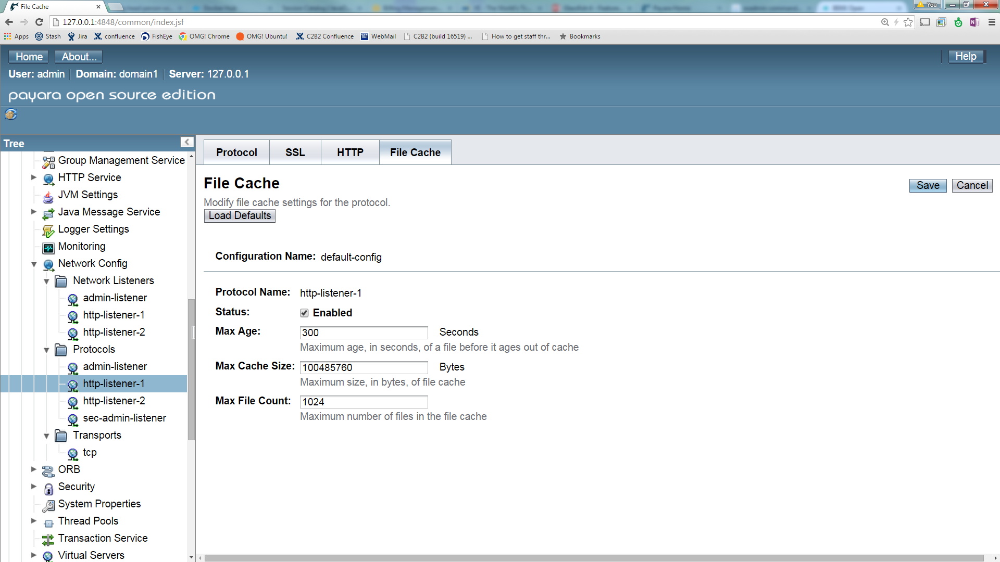 File Cache
You
127.0.0.1:4848/common/index.jsf
Apps Stash Jira confluence FishEye OMG! Chrome OMG! Ubuntu! C2B2 Confluence WebMail C2B2 (build 16519) ... How to get staff thr... Bookmarks
Home About... Help
User: admin Domain: domain1 Server: 127.0.0.1
payara open source edition
Tree
Group Management Service
HTTP Service
JVM Settings
Java Message Service
Logger Settings
Monitoring
Network Config
Network Listeners
admin-listener
http-listener-1
http-listener-2
Protocols
admin-listener
http-listener-1
http-listener-2
sec-admin-listener
Transports
tcp
ORB
Security
System Properties
Thread Pools
Transaction Service
Virtual Servers
Protocol SSL HTTP File Cache
File Cache
Save Cancel
Modify file cache settings for the protocol.
Load Defaults
Configuration Name: default-config
Protocol Name: http-listener-1
Status: Enabled
Max Age: 300 Seconds
Maximum age, in seconds, of a file before it ages out of cache
Max Cache Size: 100485760 Bytes
Maximum size, in bytes, of file cache
Max File Count: 1024
Maximum number of files in the file cache